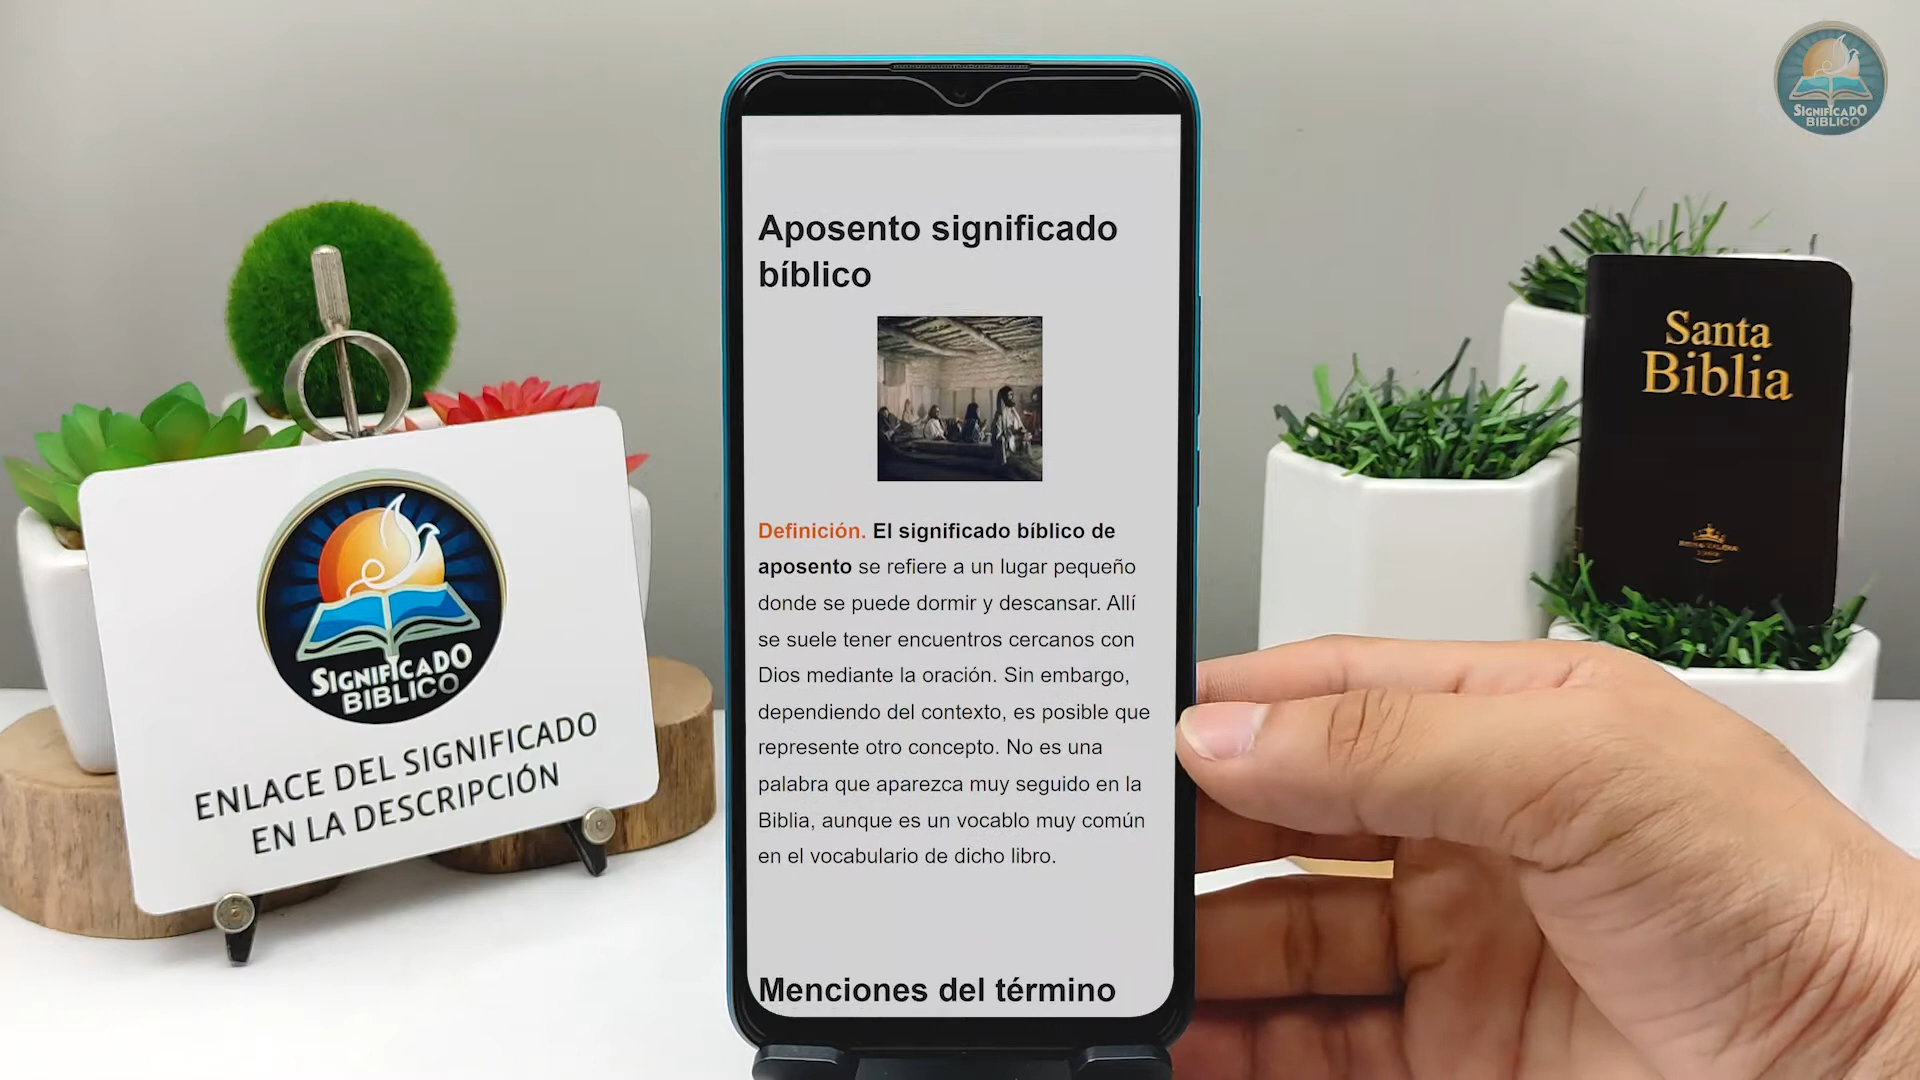 SIGNIFICADO
BIBLICO
Aposento significado
bíblico
Definición. El significado bíblico de
aposento se refiere a un lugar pequeño
donde se puede dormir y descansar. Allí
se suele tener encuentros cercanos con
Dios mediante la oración. Sin embargo,
dependiendo del contexto, es posible que
represente otro concepto. No es una
palabra que aparezca muy seguido en la
Biblia, aunque es un vocablo muy común
en el vocabulario de dicho libro.
Menciones del término
SIGNIFICADO
BIBLICO
ENLACE DEL SIGNIFICADO
EN LA DESCRIPCIÓN
Santa
Biblia